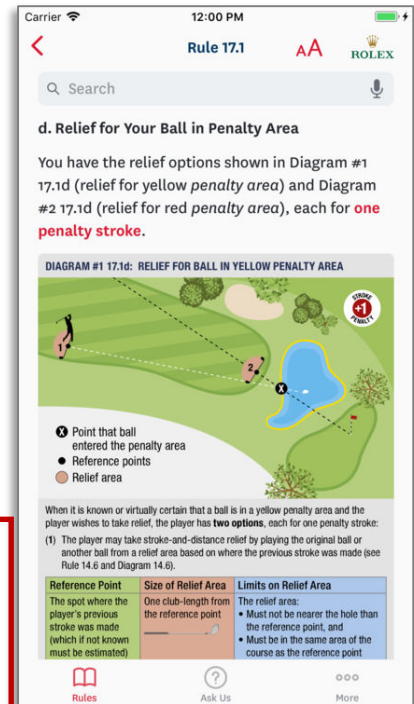 Carrier 12:00 PM
Rule 17.1 AA ROLEX
Search
d. Relief for Your Ball in Penalty Area
You have the relief options shown in Diagram #1
17.1d (relief for yellow penalty area) and Diagram
#2 17.1d (relief for red penalty area), each for one
penalty stroke.
DIAGRAM #1 17.1d: RELIEF FOR BALL IN YELLOW PENALTY AREA
STROKE
+1
PENALTY
1
2
X
X Point that ball
entered the penalty area
Reference points
Relief area
When it is known or virtually certain that a ball is in a yellow penalty area and the
player wishes to take relief, the player has two options, each for one penalty stroke:
(1) The player may take stroke-and-distance relief by playing the original ball or
another ball from a relief area based on where the previous stroke was made (see
Rule 14.6 and Diagram 14.6).
Reference Point Size of Relief Area Limits on Relief Area
The spot where the One club-length from The relief area:
player's previous the reference point • Must not be nearer the hole than
stroke was made the reference point, and
(which if not known • Must be in the same area of the
must be estimated) course as the reference point
Rules Ask Us More